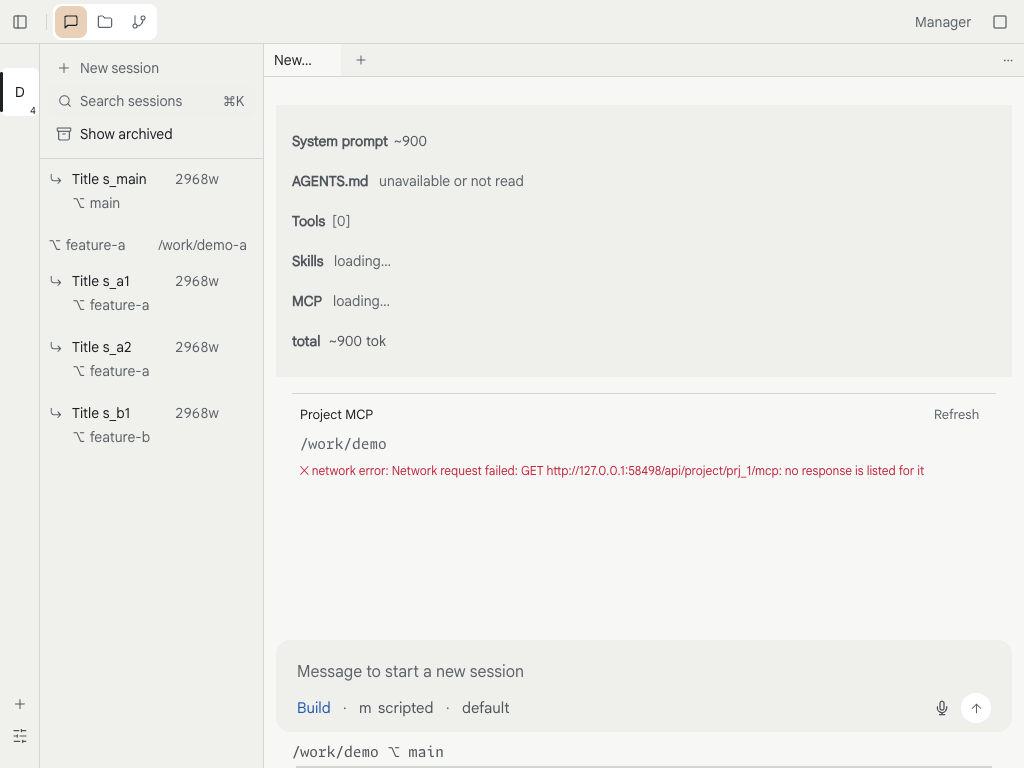 Manager
D
4
New session
Search sessions ⌘K
Show archived
Title s_main 2968w
⌥ main
⌥ feature-a /work/demo-a
Title s_a1 2968w
⌥ feature-a
Title s_a2 2968w
⌥ feature-a
Title s_b1 2968w
⌥ feature-b
New...
System prompt ~900
AGENTS.md unavailable or not read
Tools [0]
Skills loading...
MCP loading...
total ~900 tok
Project MCP Refresh
/work/demo
network error: Network request failed: GET http://127.0.0.1:58498/api/project/prj_1/mcp: no response is listed for it
Message to start a new session
Build · m scripted · default
/work/demo ⌥ main